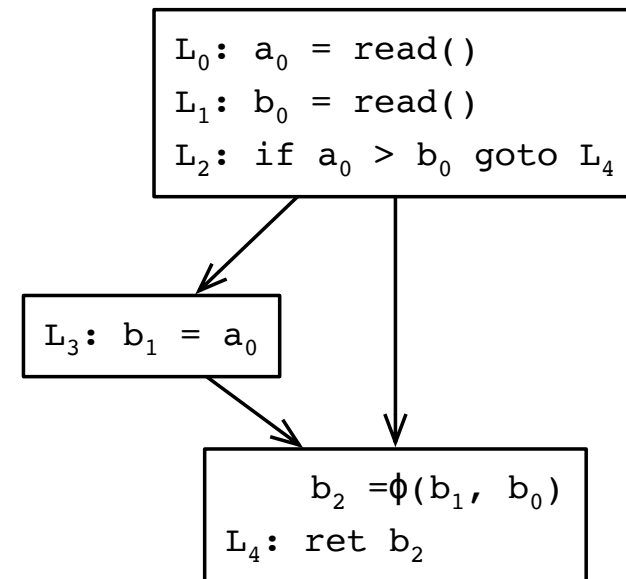 L₀: a₀ = read()
L₁: b₀ = read()
L₂: if a₀ > b₀ goto L₄
L₃: b₁ = a₀
b₂ =ϕ(b₁, b₀)
L₄: ret b₂